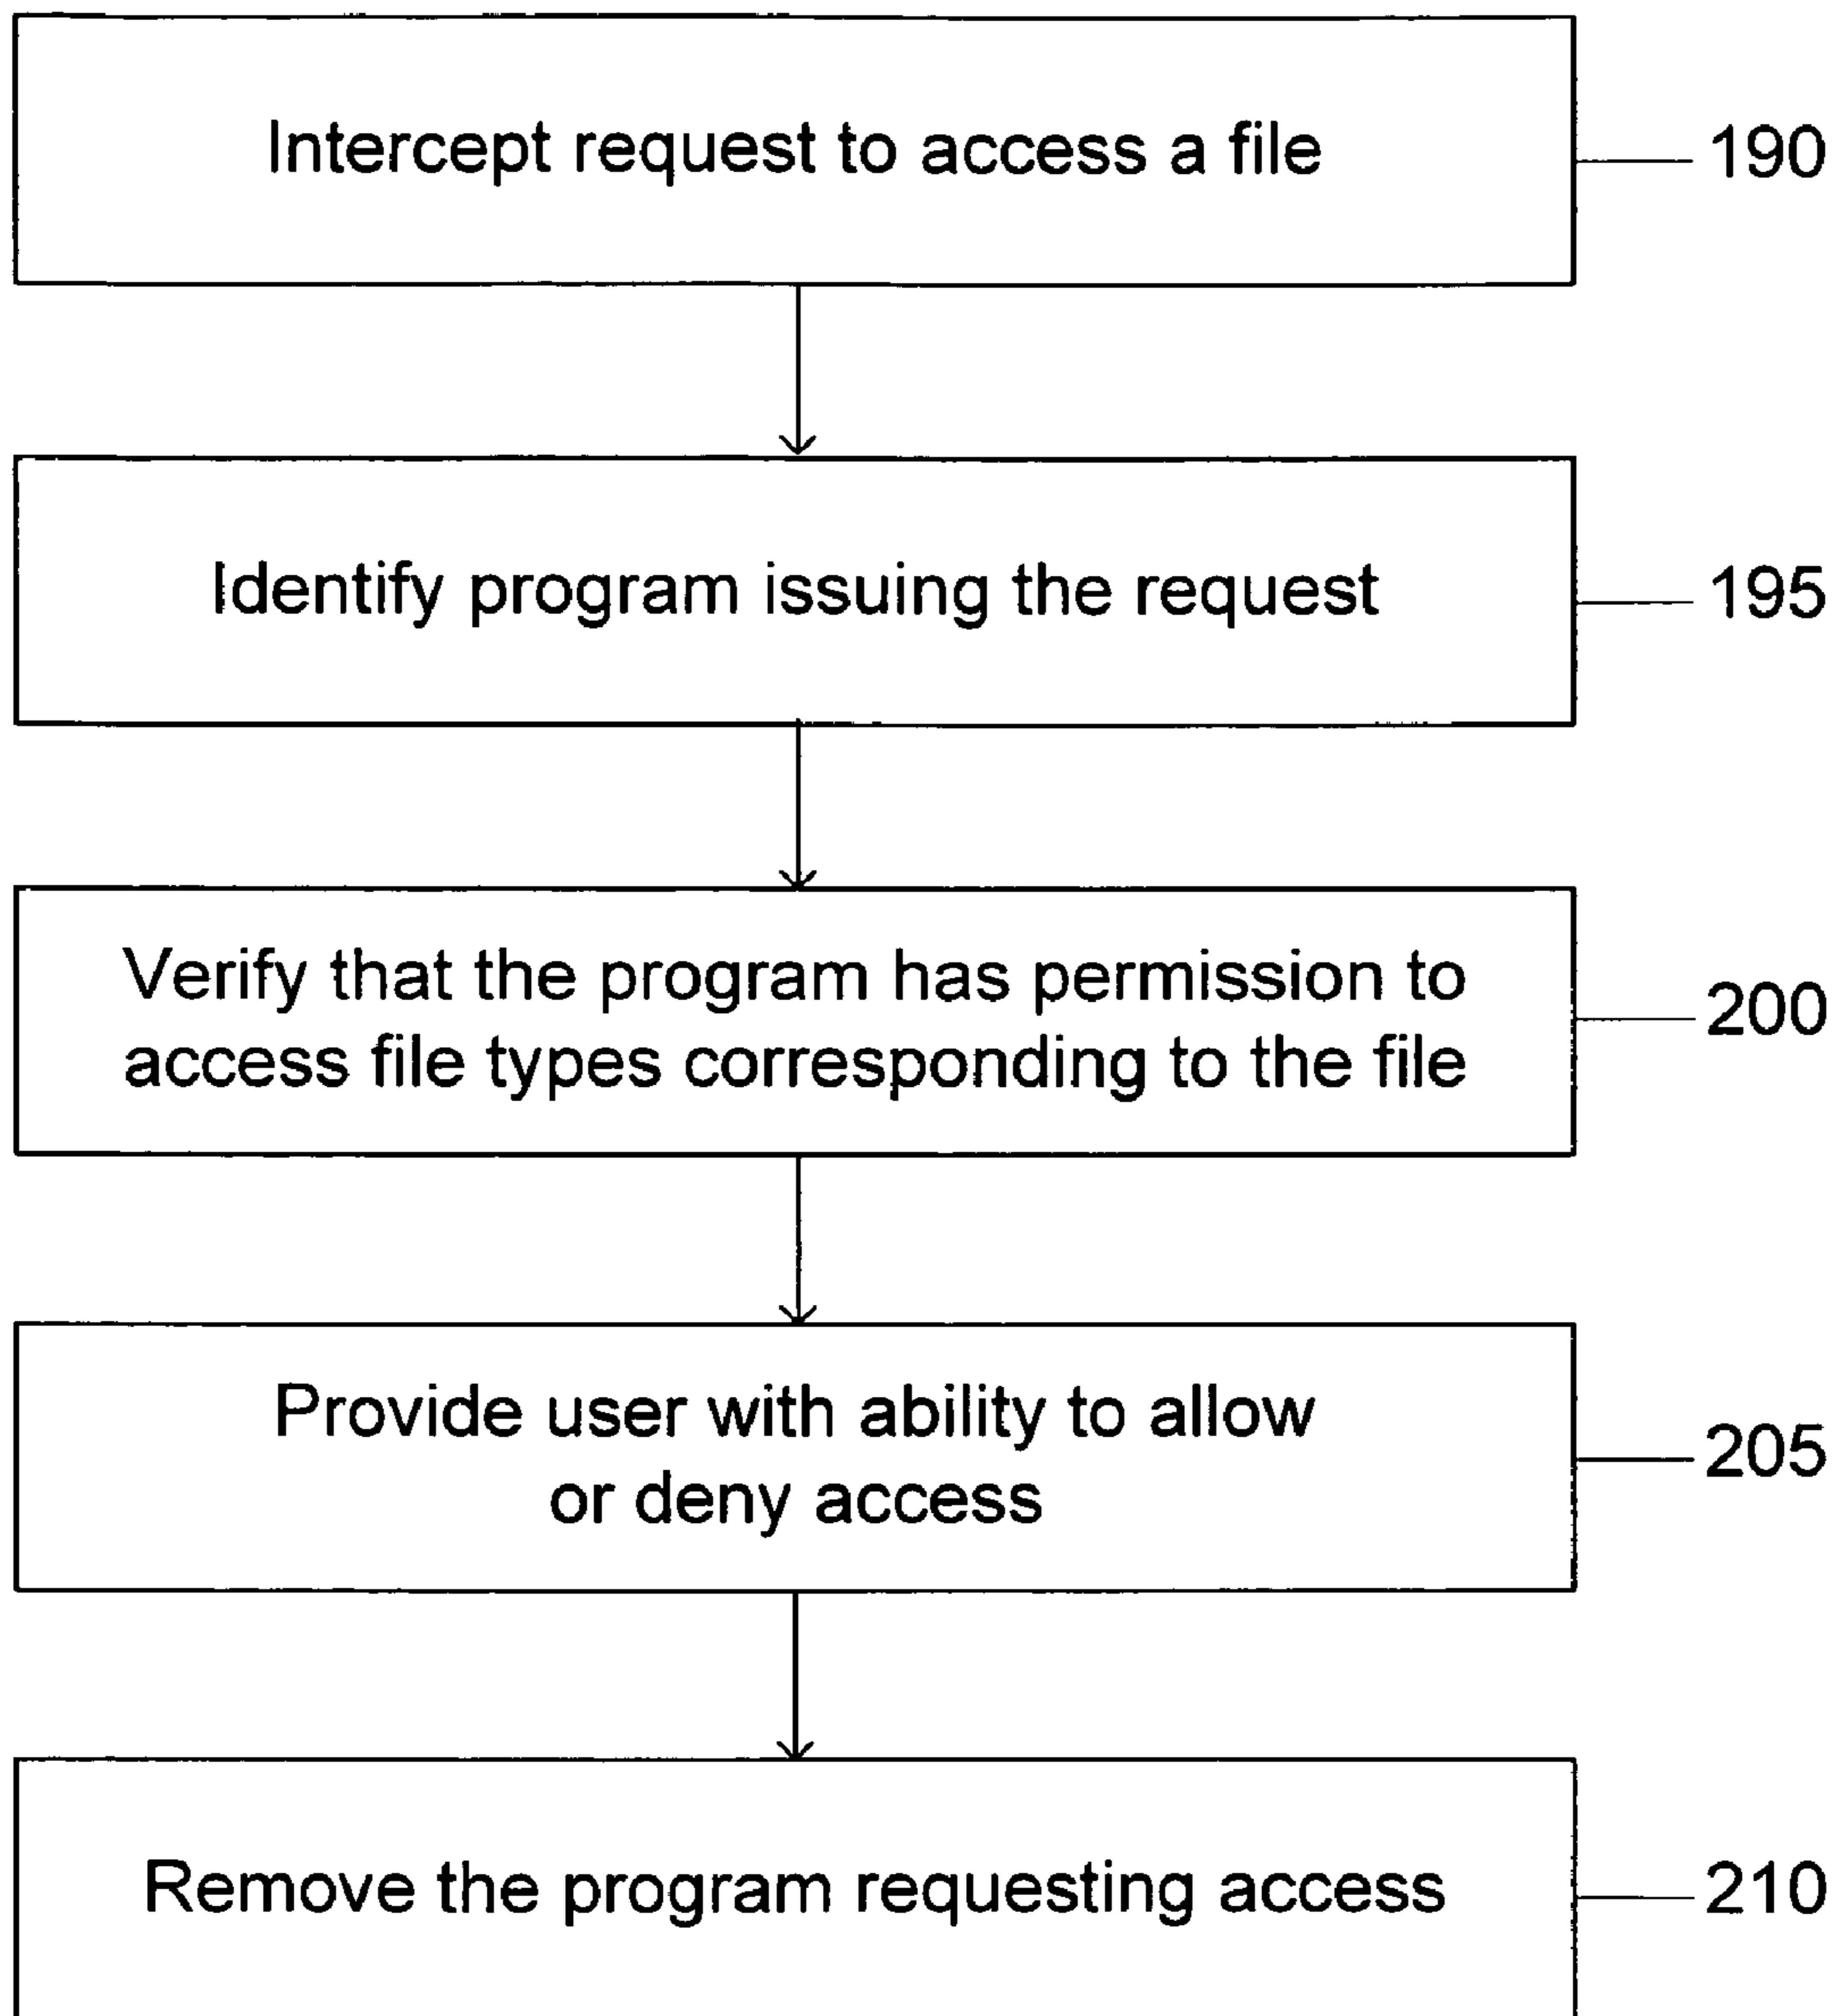 Intercept request to access a file
190
Identify program issuing the request
195
Verify that the program has permission to
access file types corresponding to the file
200
Provide user with ability to allow
or deny access
205
Remove the program requesting access
210